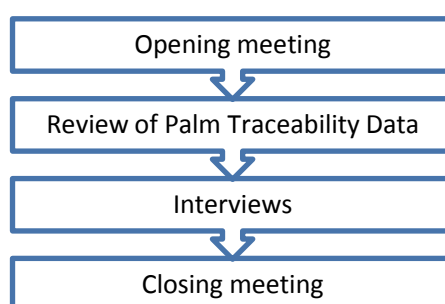 Opening meeting
Review of Palm Traceability Data
Interviews
Closing meeting